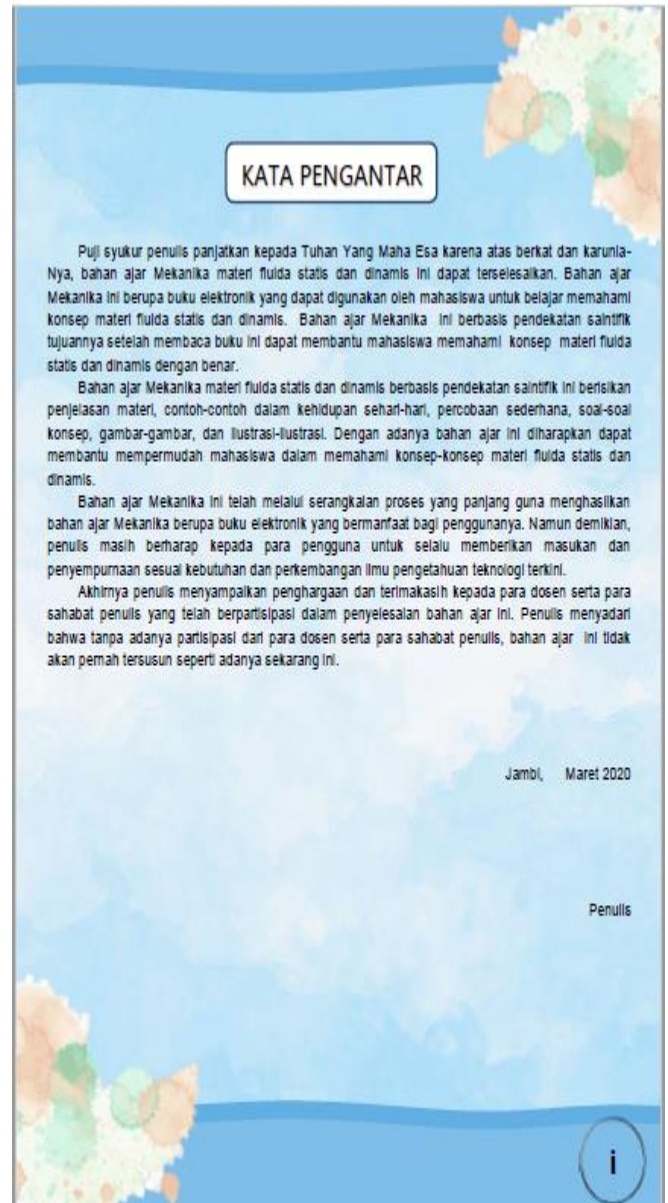 KATA PENGANTAR
Puji syukur penulis panjatkan kepada Tuhan Yang Maha Esa karena atas berkat dan karunia-
Nya, bahan ajar Mekanika materi fluida statis dan dinamis ini dapat terselesaikan. Bahan ajar
Mekanika ini berupa buku elektronik yang dapat digunakan oleh mahasiswa untuk belajar memahami
konsep materi fluida statis dan dinamis. Bahan ajar Mekanika ini berbasis pendekatan saintifik
tujuannya setelah membaca buku ini dapat membantu mahasiswa memahami konsep materi fluida
statis dan dinamis dengan benar.
Bahan ajar Mekanika materi fluida statis dan dinamis berbasis pendekatan saintifik ini berisikan
penjelasan materi, contoh-contoh dalam kehidupan sehari-hari, percobaan sederhana, soal-soal
konsep, gambar-gambar, dan ilustrasi-ilustrasi. Dengan adanya bahan ajar ini diharapkan dapat
membantu mempermudah mahasiswa dalam memahami konsep-konsep materi fluida statis dan
dinamis.
Bahan ajar Mekanika ini telah melalui serangkaian proses yang panjang guna menghasilkan
bahan ajar Mekanika berupa buku elektronik yang bermanfaat bagi penggunanya. Namun demikian,
penulis masih berharap kepada para pengguna untuk selalu memberikan masukan dan
penyempurnaan sesuai kebutuhan dan perkembangan ilmu pengetahuan teknologi terkini.
Akhirnya penulis menyampaikan penghargaan dan terimakasih kepada para dosen serta para
sahabat penulis yang telah berpartisipasi dalam penyelesaian bahan ajar ini. Penulis menyadari
bahwa tanpa adanya partisipasi dari para dosen serta para sahabat penulis, bahan ajar ini tidak
akan pernah tersusun seperti adanya sekarang ini.
Jambi, Maret 2020
Penulis
i